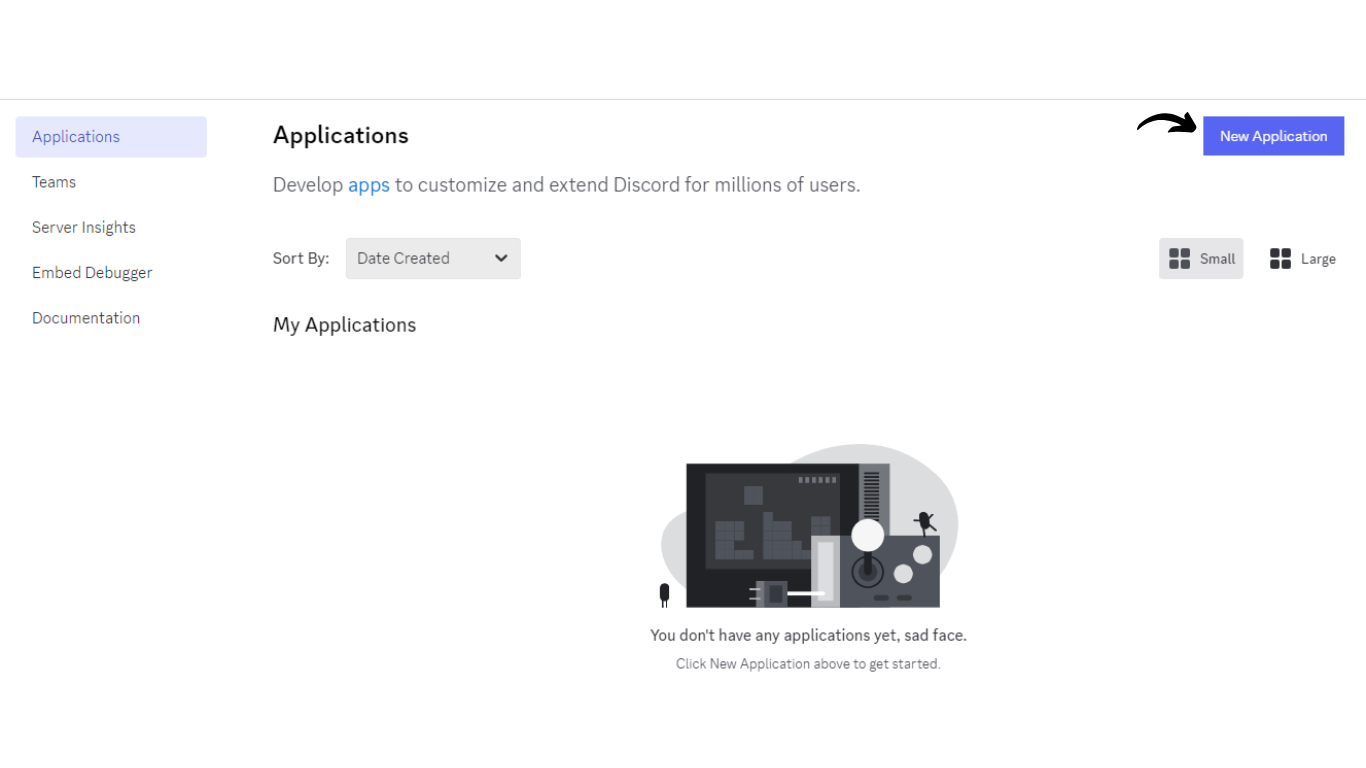 Applications
Teams
Server Insights
Embed Debugger
Documentation
Applications
New Application
Develop apps to customize and extend Discord for millions of users.
Sort By: Date Created
Small Large
My Applications
You don't have any applications yet, sad face.
Click New Application above to get started.